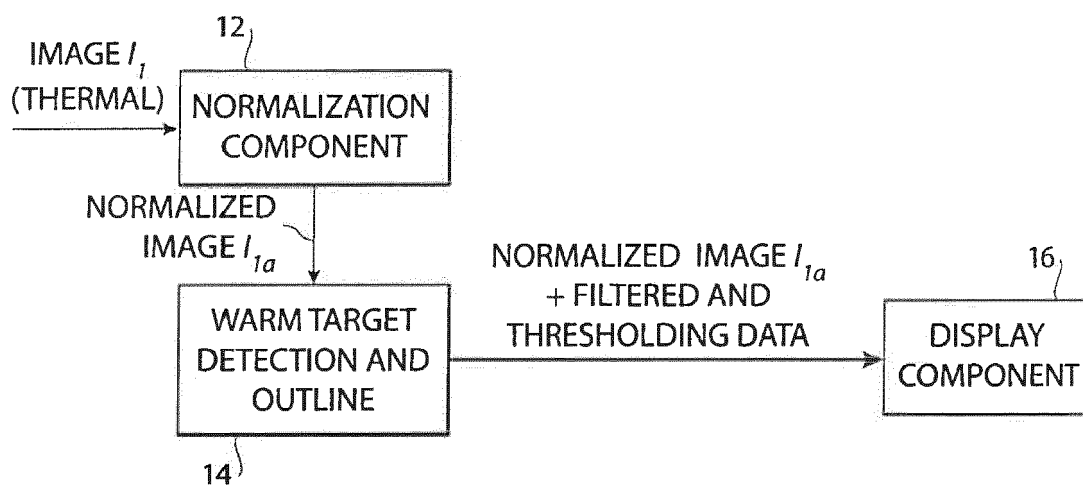 12
IMAGE I1
(THERMAL)
NORMALIZATION
COMPONENT
NORMALIZED
IMAGE I1a
WARM TARGET
DETECTION AND
OUTLINE
14
NORMALIZED IMAGE I1a
+ FILTERED AND
THRESHOLDING DATA
16
DISPLAY
COMPONENT